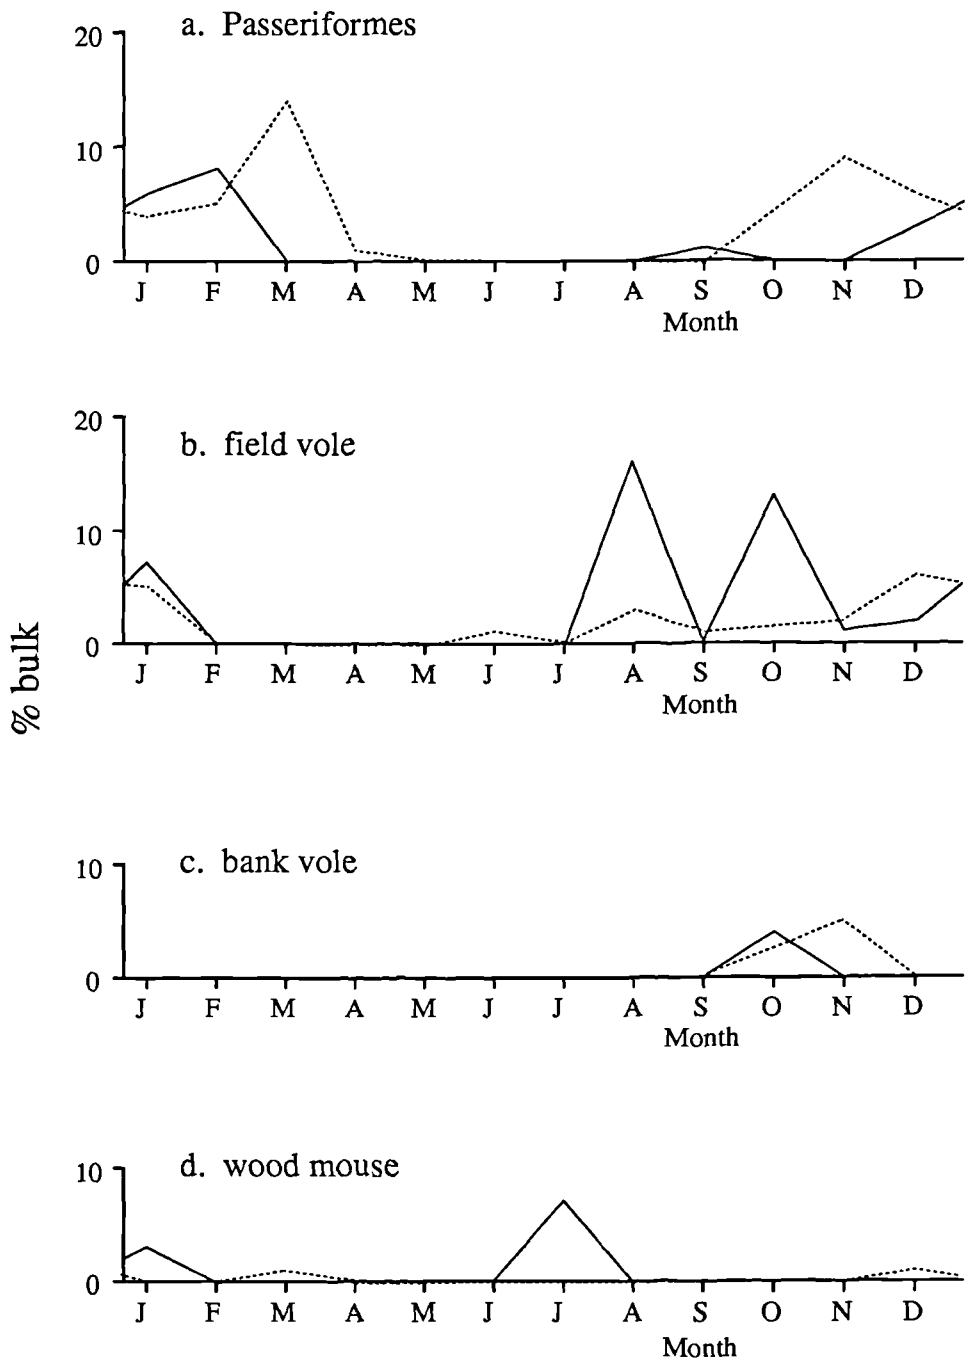 a. Passeriformes
20
10
0
J F M A M J J A S O N D
Month
b. field vole
20
10
0
J F M A M J J A S O N D
Month
% bulk
c. bank vole
10
0
J F M A M J J A S O N D
Month
d. wood mouse
10
0
J F M A M J J A S O N D
Month